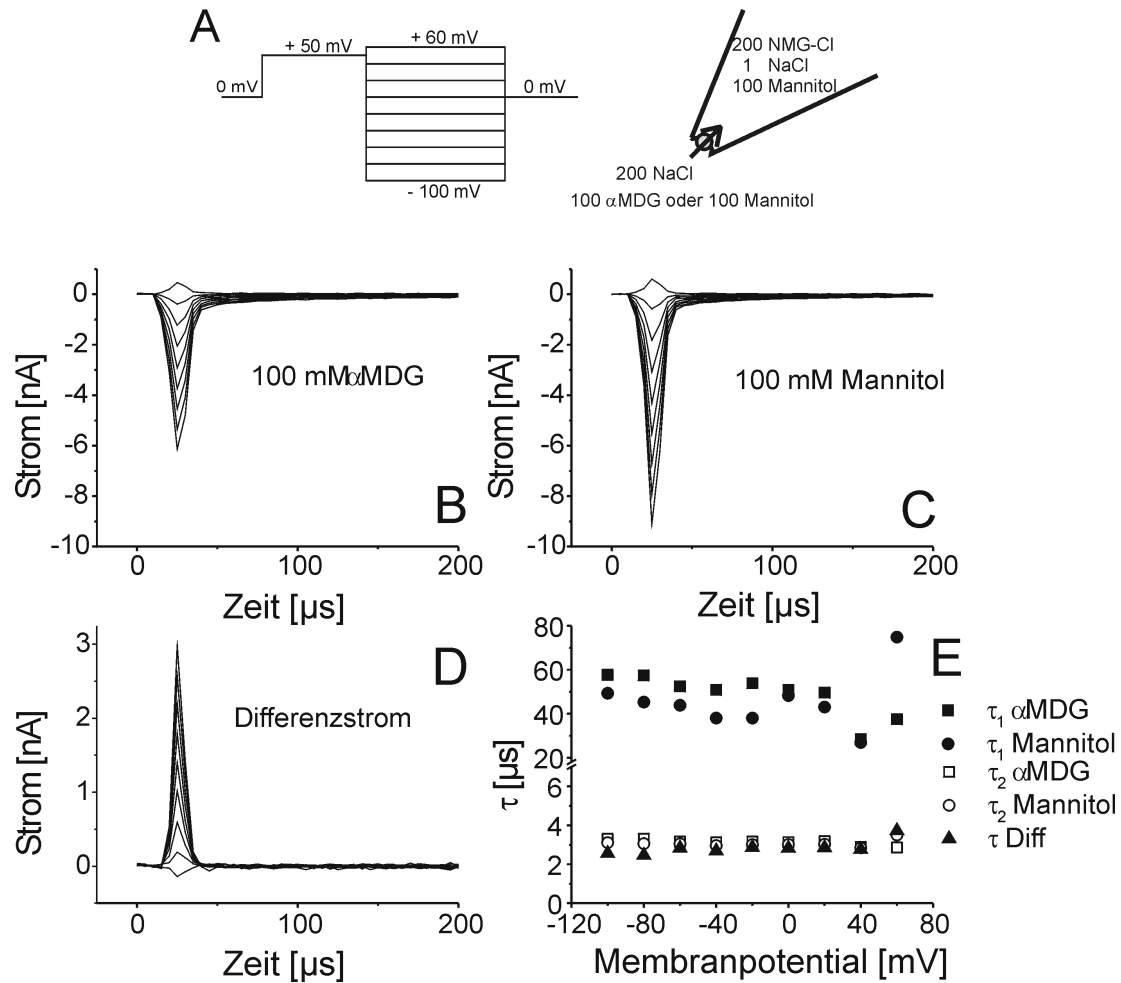 A
+ 50 mV
+ 60 mV
0 mV
0 mV
- 100 mV
200 NMG-Cl
1 NaCl
100 Mannitol
200 NaCl
100 αMDG oder 100 Mannitol
0
-2
-4
-6
-8
-10
Strom [nA]
100 mMαMDG
B
0 100 200
Zeit [µs]
0
-2
-4
-6
-8
-10
Strom [nA]
100 mM Mannitol
C
0 100 200
Zeit [µs]
3
2
1
0
Strom [nA]
D
Differenzstrom
0 100 200
Zeit [µs]
80
60
40
20
6
4
2
0
τ [µs]
E
τ1 αMDG
τ1 Mannitol
τ2 αMDG
τ2 Mannitol
τ Diff
-120 -80 -40 0 40 80
Membranpotential [mV]